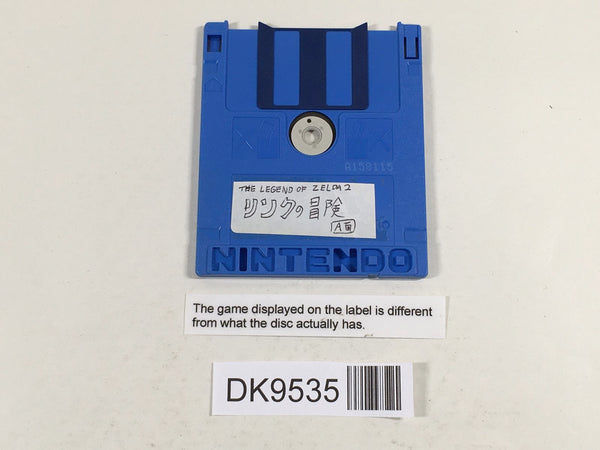 A159115
THE LEGEND OF ZELDA 2
リンクの冒険
A面
NINTENDO
The game displayed on the label is different
from what the disc actually has.
DK9535